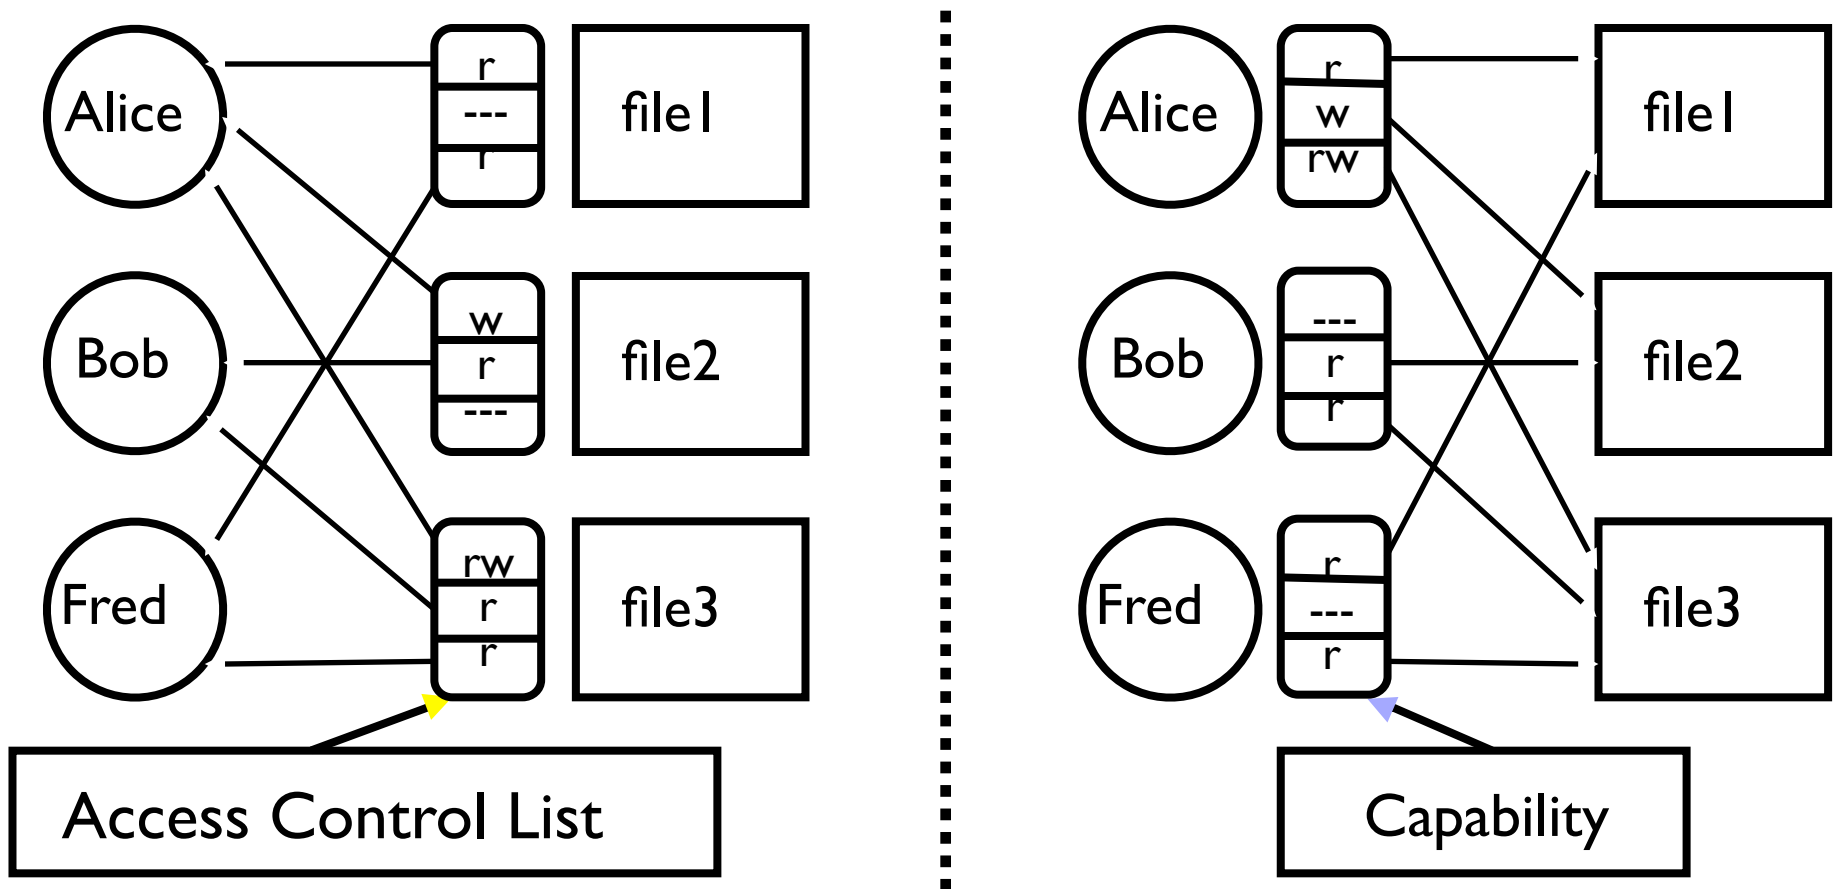 Alice
r
---
r
file1
Bob
w
r
---
file2
Fred
rw
r
r
file3
Access Control List
Alice
r
w
rw
file1
Bob
---
r
r
file2
Fred
r
---
r
file3
Capability